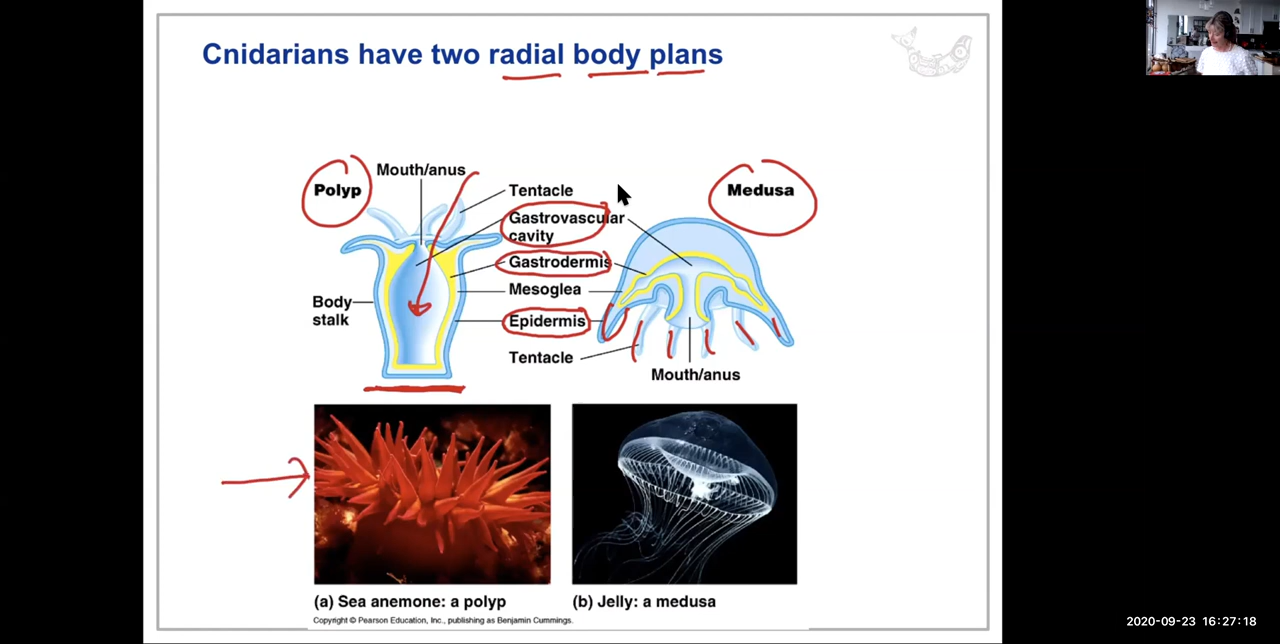 Cnidarians have two radial body plans
Polyp
Mouth/anus
Tentacle
Medusa
Gastrovascular
cavity
Gastrodermis
Mesoglea
Body
stalk
Epidermis
Tentacle
Mouth/anus
(a) Sea anemone: a polyp
(b) Jelly: a medusa
Copyright © Pearson Education, Inc., publishing as Benjamin Cummings.
2020-09-23 16:27:18